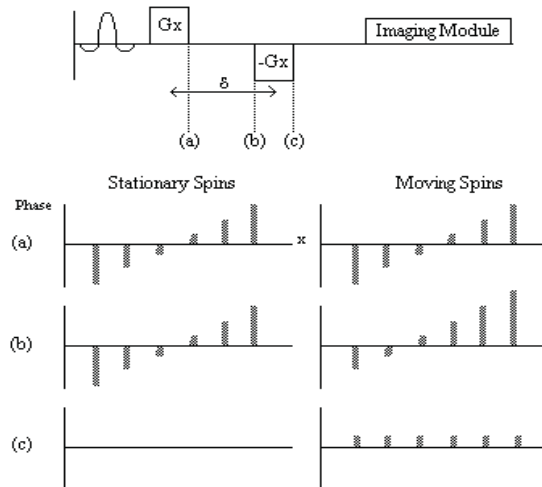 Gx
Imaging Module
-Gx
δ
(a) (b) (c)
Stationary Spins Moving Spins
Phase
(a) x
(b)
(c)